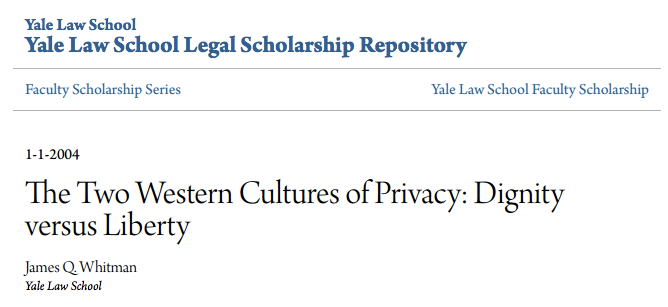 Yale Law School
Yale Law School Legal Scholarship Repository
Faculty Scholarship Series
Yale Law School Faculty Scholarship
1-1-2004
The Two Western Cultures of Privacy: Dignity
versus Liberty
James Q. Whitman
Yale Law School